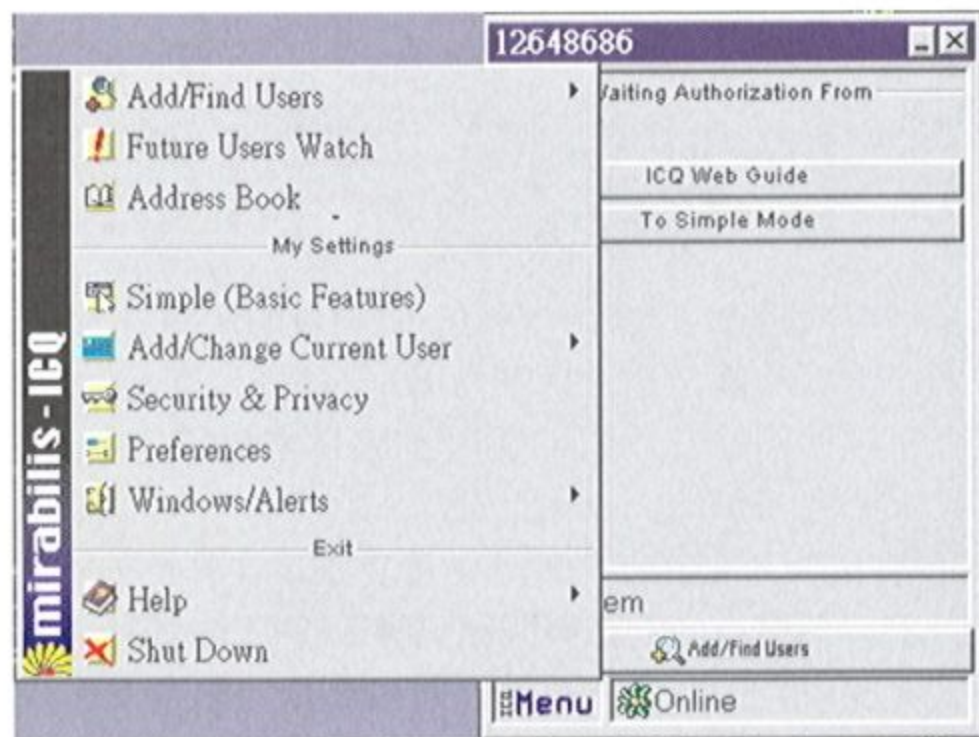 12648686
Add/Find Users
Future Users Watch
Address Book
My Settings
Simple (Basic Features)
Add/Change Current User
Security & Privacy
Preferences
Windows/Alerts
Exit
Help
Shut Down
mirabilis - ICQ
aiting Authorization From
ICQ Web Guide
To Simple Mode
em
Add/Find Users
ICQ Menu
Online